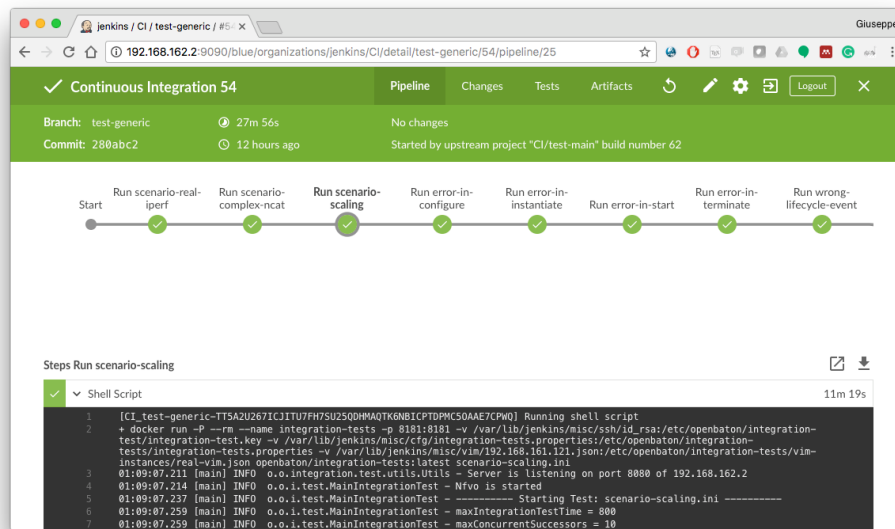 jenkins / CI / test-generic / #54
Giuseppe
192.168.162.2:9090/blue/organizations/jenkins/CI/detail/test-generic/54/pipeline/25
Continuous Integration 54
Pipeline
Changes
Tests
Artifacts
Logout
Branch: test-generic
27m 56s
No changes
Commit: 280abc2
12 hours ago
Started by upstream project "CI/test-main" build number 62
Start
Run scenario-real-
iperf
Run scenario-
complex-ncat
Run scenario-
scaling
Run error-in-
configure
Run error-in-
instantiate
Run error-in-start
Run error-in-
terminate
Run wrong-
lifecycle-event
Steps Run scenario-scaling
Shell Script
11m 19s
1 [CI_test-generic-TT5A2U267ICJITU7FH7SU25QDHMAQTK6NBICPTDPMC5OAAE7CPWQ] Running shell script
2 + docker run -P --rm --name integration-tests -p 8181:8181 -v /var/lib/jenkins/misc/ssh/id_rsa:/etc/openbaton/integration-
test/integration-test.key -v /var/lib/jenkins/misc/cfg/integration-tests.properties:/etc/openbaton/integration-
tests/integration-tests.properties -v /var/lib/jenkins/misc/vim/192.168.161.121.json:/etc/openbaton/integration-tests/vim-
instances/real-vim.json openbaton/integration-tests:latest scenario-scaling.ini
3 01:09:07.211 [main] INFO o.o.integration.test.utils.Utils - Server is listening on port 8080 of 192.168.162.2
4 01:09:07.214 [main] INFO o.o.i.test.MainIntegrationTest - Nfvo is started
5 01:09:07.237 [main] INFO o.o.i.test.MainIntegrationTest - ---------- Starting Test: scenario-scaling.ini ----------
6 01:09:07.259 [main] INFO o.o.i.test.MainIntegrationTest - maxIntegrationTestTime = 800
7 01:09:07.259 [main] INFO o.o.i.test.MainIntegrationTest - maxConcurrentSuccessors = 10